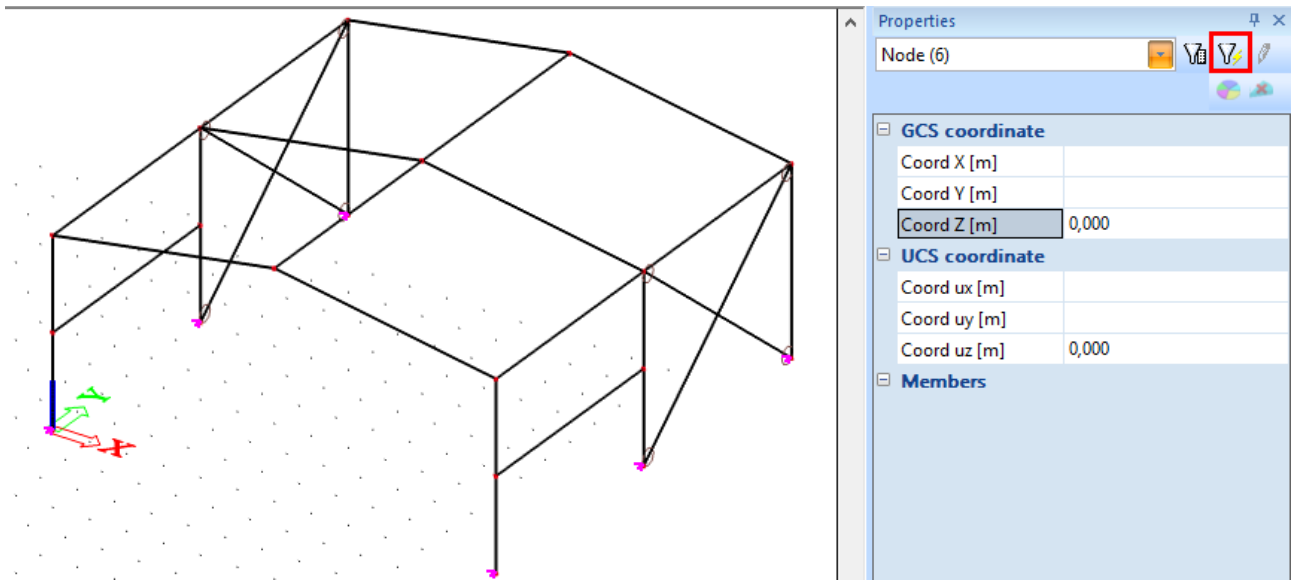 Properties
Node (6)
GCS coordinate
Coord X [m]
Coord Y [m]
Coord Z [m] 0,000
UCS coordinate
Coord ux [m]
Coord uy [m]
Coord uz [m] 0,000
Members
Y
X